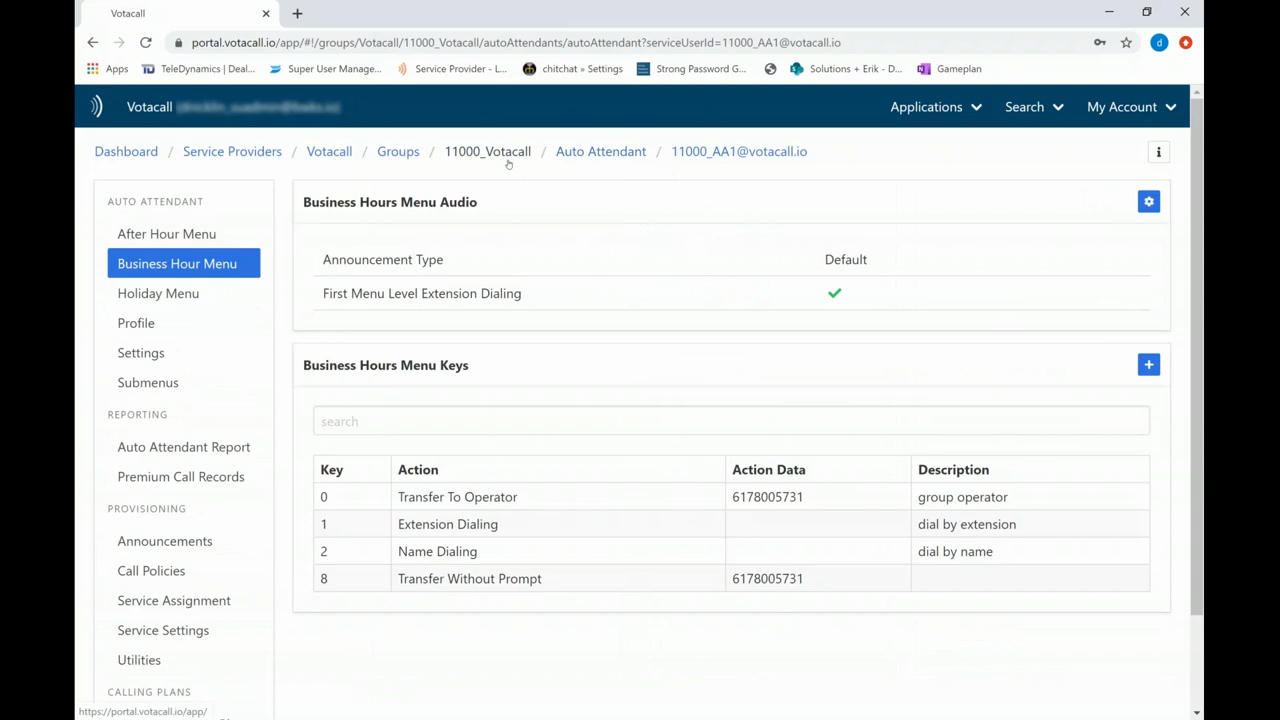 Votacall
portal.votacall.io/app/#!/groups/Votacall/11000_Votacall/autoAttendants/autoAttendant?serviceUserId=11000_AA1@votacall.io
Apps TeleDynamics | Deal... Super User Manage... Service Provider - L... chitchat » Settings Strong Password G... Solutions + Erik - D... Gameplan
Votacall Applications Search My Account
Dashboard / Service Providers / Votacall / Groups / 11000_Votacall / Auto Attendant / 11000_AA1@votacall.io
AUTO ATTENDANT
After Hour Menu
Business Hour Menu
Holiday Menu
Profile
Settings
Submenus
REPORTING
Auto Attendant Report
Premium Call Records
PROVISIONING
Announcements
Call Policies
Service Assignment
Service Settings
Utilities
CALLING PLANS
Business Hours Menu Audio
Announcement Type Default
First Menu Level Extension Dialing
Business Hours Menu Keys
search
Key Action Action Data Description
0 Transfer To Operator 6178005731 group operator
1 Extension Dialing dial by extension
2 Name Dialing dial by name
8 Transfer Without Prompt 6178005731
https://portal.votacall.io/app/